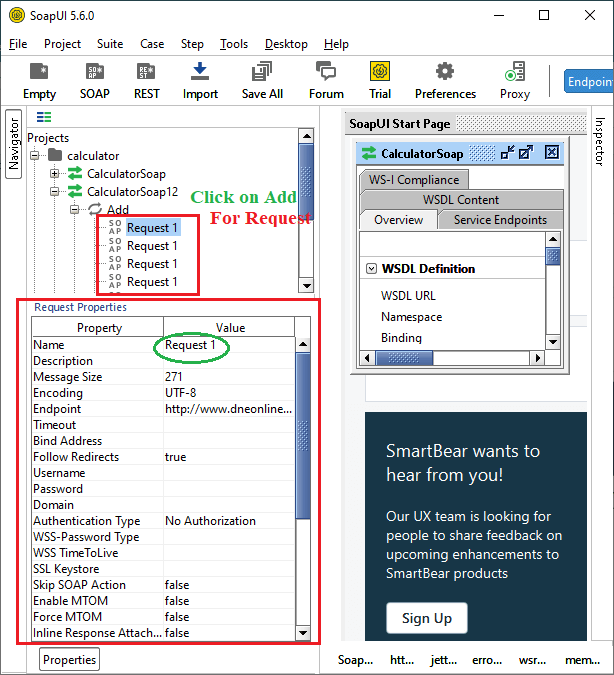 SoapUI 5.6.0
File Project Suite Case Step Tools Desktop Help
Empty SOAP REST Import Save All Forum Trial Preferences Proxy Endpoint
Navigator
Projects
calculator
CalculatorSoap
CalculatorSoap12
Add
SOAP Request 1
SOAP Request 1
SOAP Request 1
SOAP Request 1
Click on Add
For Request
Request Properties
Property Value
Name Request 1
Description
Message Size 271
Encoding UTF-8
Endpoint http://www.dneonline...
Timeout
Bind Address
Follow Redirects true
Username
Password
Domain
Authentication Type No Authorization
WSS-Password Type
WSS TimeToLive
SSL Keystore
Skip SOAP Action false
Enable MTOM false
Force MTOM false
Inline Response Attach... false
Properties
SoapUI Start Page
CalculatorSoap
WS-I Compliance
WSDL Content
Overview Service Endpoints
WSDL Definition
WSDL URL
Namespace
Binding
SmartBear wants to
hear from you!
Our UX team is looking for
people to share feedback on
upcoming enhancements to
SmartBear products
Sign Up
Soap... htt... jett... erro... wsr... mem...
Inspector